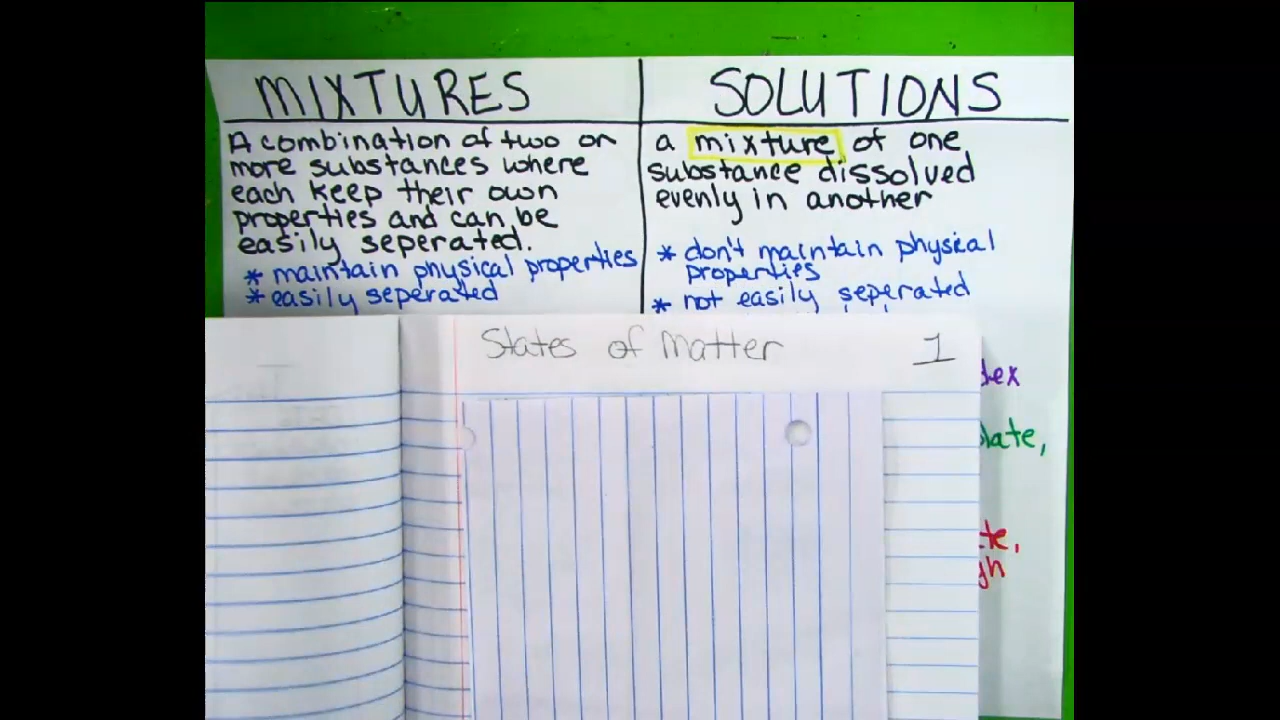 MIXTURES
A combination of two or
more substances where
each keep their own
properties and can be
easily seperated.
* maintain physical properties
* easily seperated
SOLUTIONS
a mixture of one
substance dissolved
evenly in another
* don't maintain physical
properties
* not easily seperated
States of Matter
1